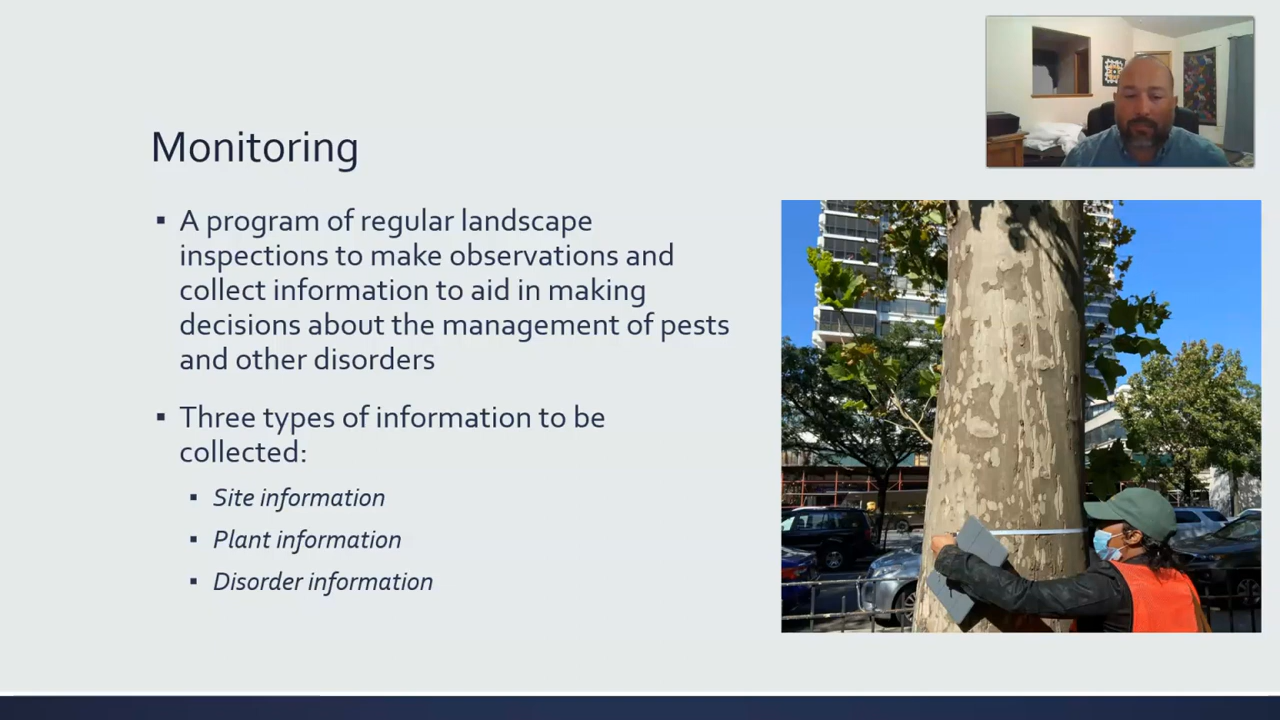 Monitoring
▪ A program of regular landscape
inspections to make observations and
collect information to aid in making
decisions about the management of pests
and other disorders
▪ Three types of information to be
collected:
▪ Site information
▪ Plant information
▪ Disorder information